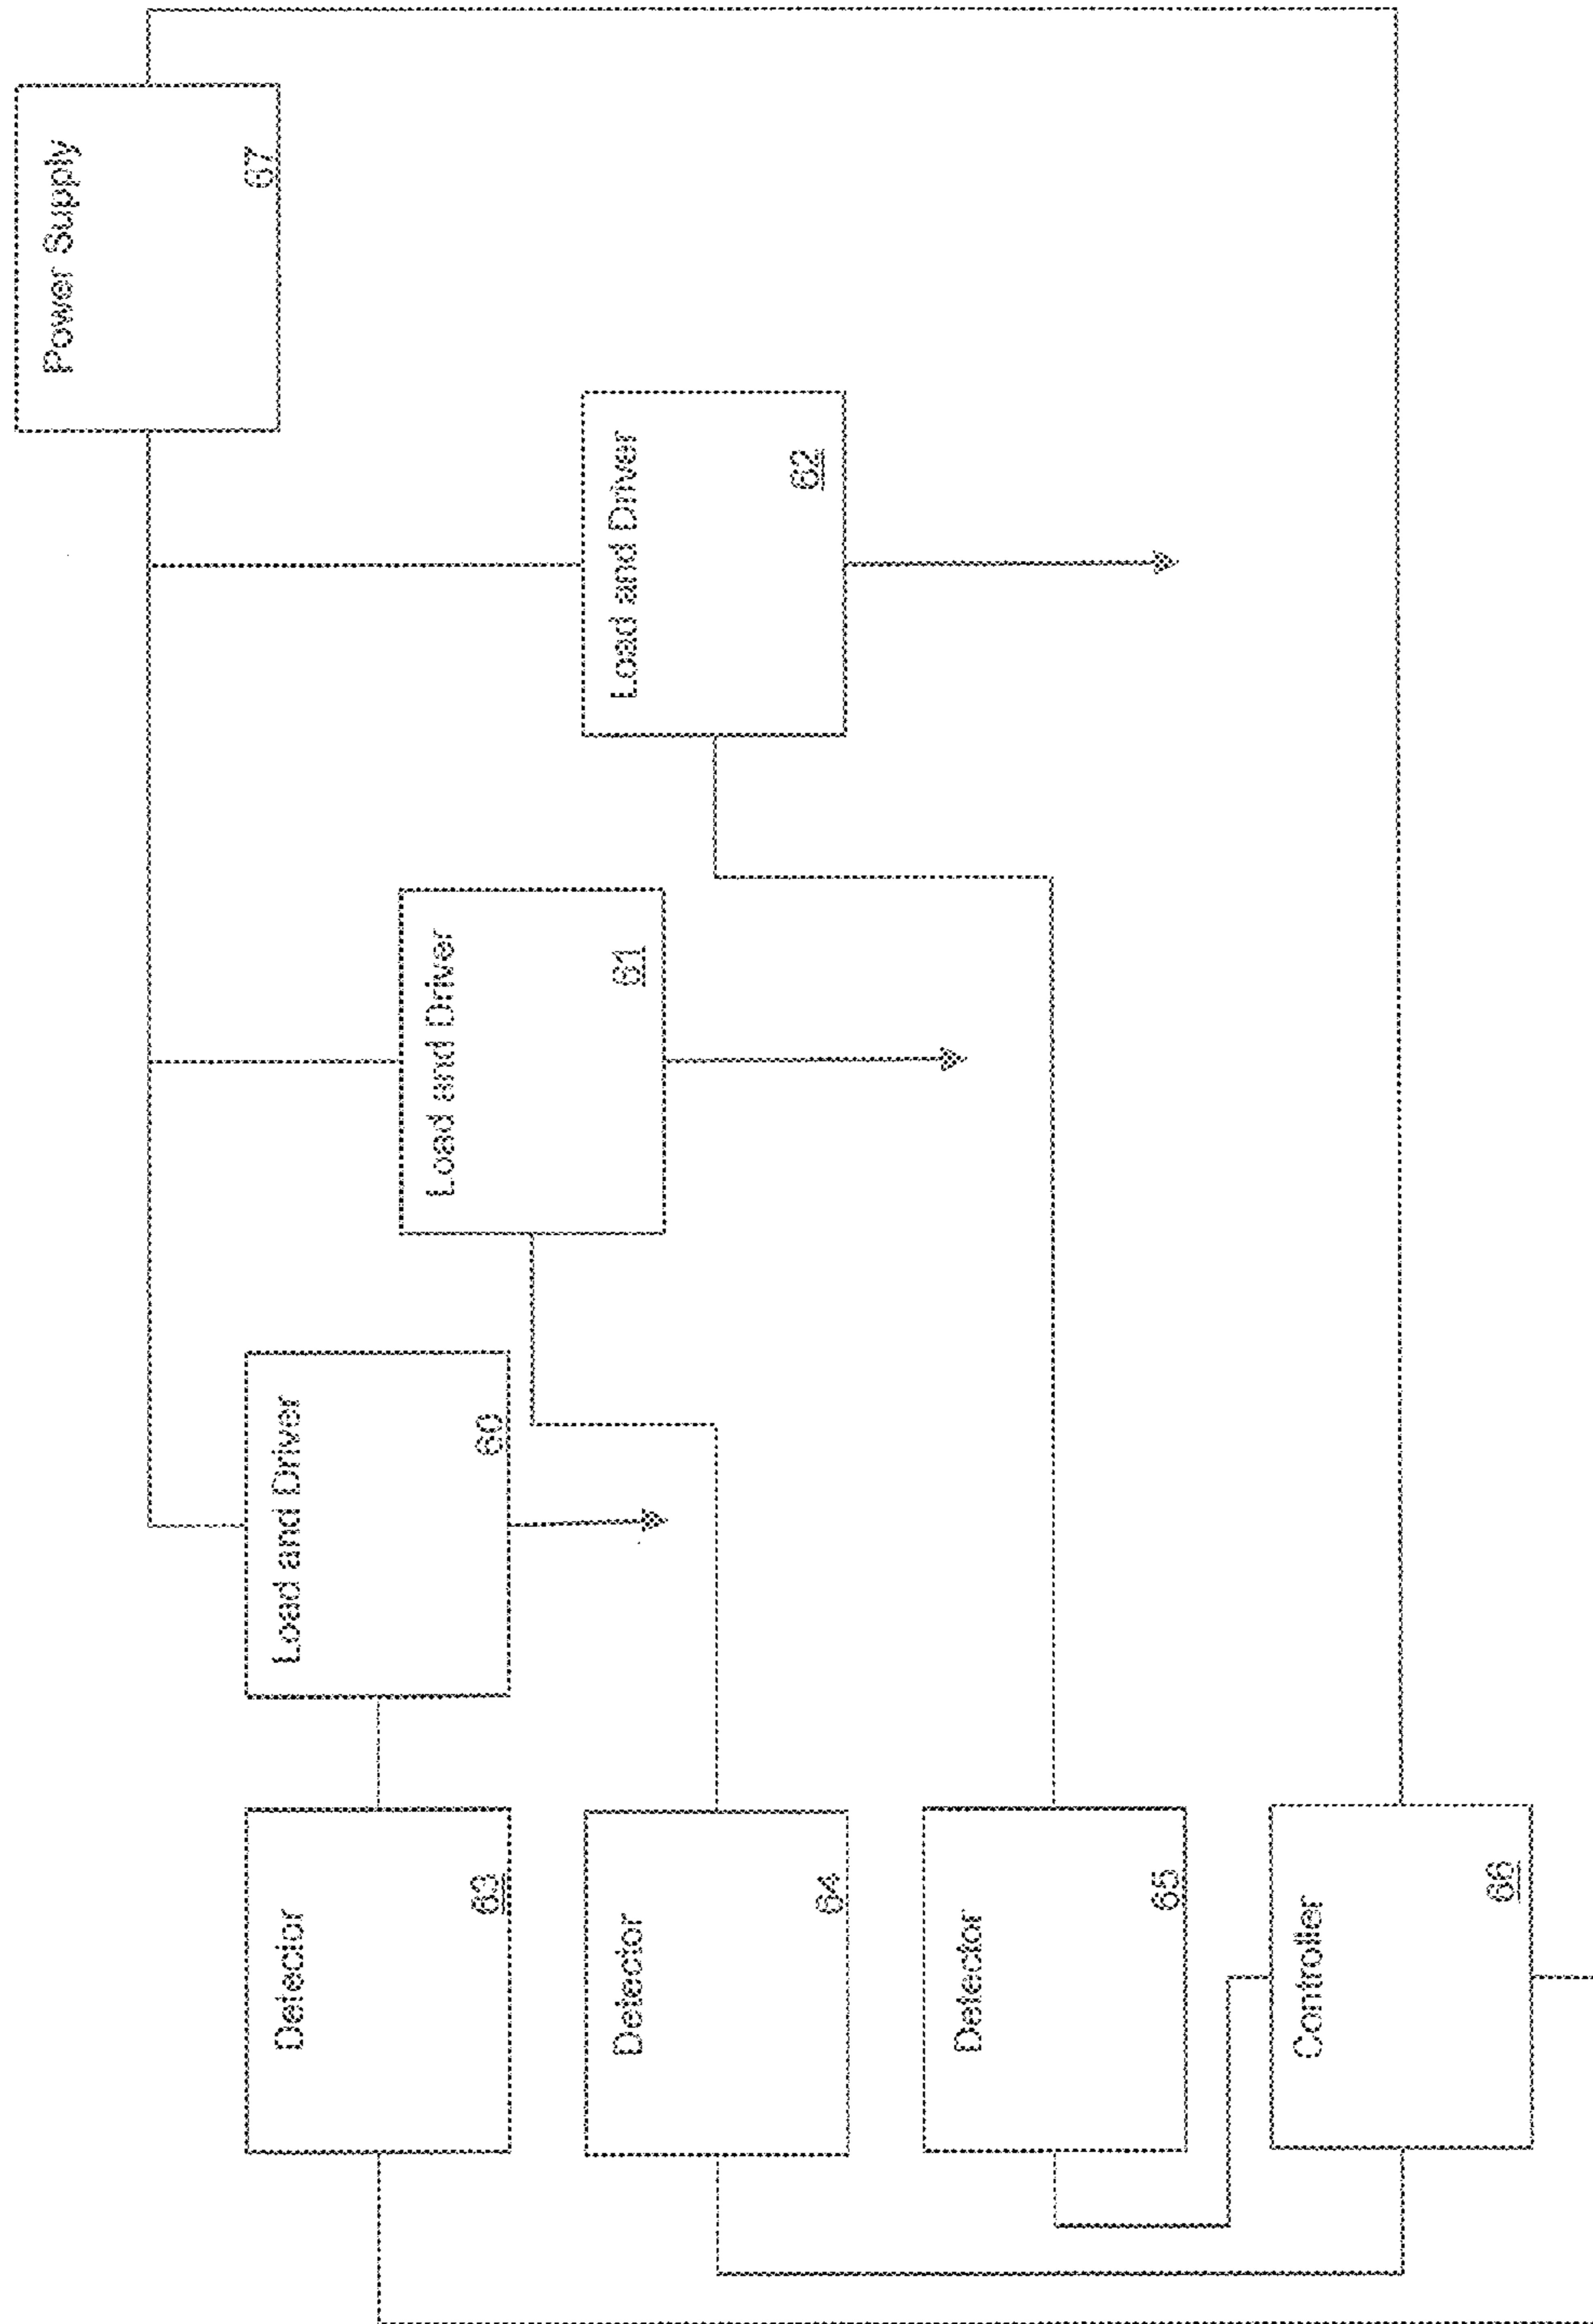 Detector
63
Detector
64
Detector
65
Controller
66
Load and Driver
60
Load and Driver
61
Load and Driver
62
Power Supply
67